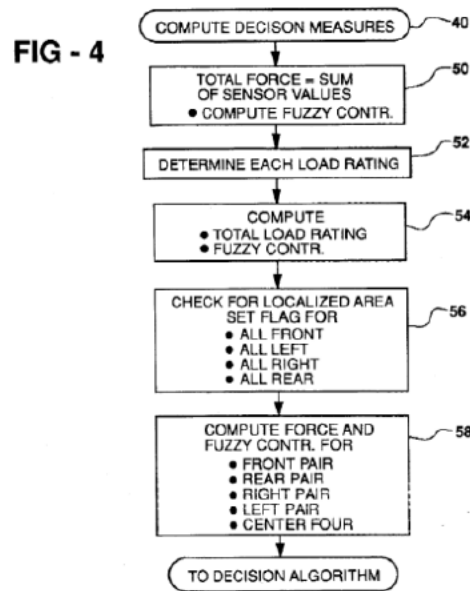 FIG - 4
COMPUTE DECISON MEASURES
40
TOTAL FORCE = SUM
OF SENSOR VALUES
• COMPUTE FUZZY CONTR.
50
DETERMINE EACH LOAD RATING
52
COMPUTE
• TOTAL LOAD RATING
• FUZZY CONTR.
54
CHECK FOR LOCALIZED AREA
SET FLAG FOR
• ALL FRONT
• ALL LEFT
• ALL RIGHT
• ALL REAR
56
COMPUTE FORCE AND
FUZZY CONTR. FOR
• FRONT PAIR
• REAR PAIR
• RIGHT PAIR
• LEFT PAIR
• CENTER FOUR
58
TO DECISION ALGORITHM